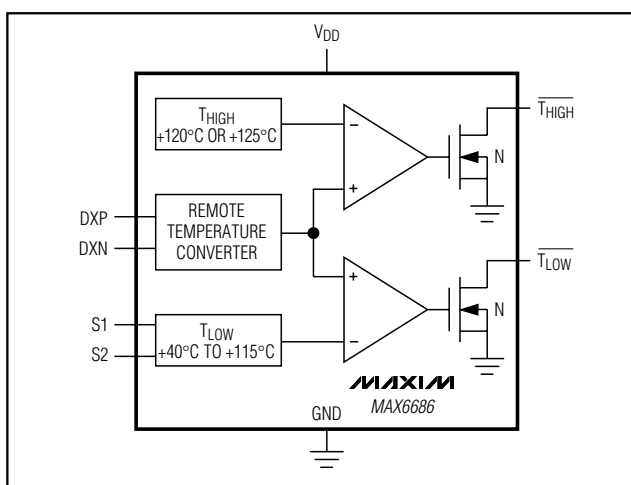 VDD
THIGH
+120°C OR +125°C
THIGH
−
N
+
DXP
DXN
REMOTE
TEMPERATURE
CONVERTER
TLOW
+
N
S1
S2
TLOW
+40°C TO +115°C
−
MAXIM
MAX6686
GND